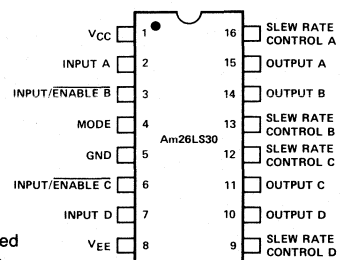 VCC 1 16 SLEW RATE CONTROL A
INPUT A 2 15 OUTPUT A
INPUT/ENABLE B 3 14 OUTPUT B
MODE 4 13 SLEW RATE CONTROL B
Am26LS30
GND 5 12 SLEW RATE CONTROL C
INPUT/ENABLE C 6 11 OUTPUT C
INPUT D 7 10 OUTPUT D
ed
VEE 8 9 SLEW RATE CONTROL D